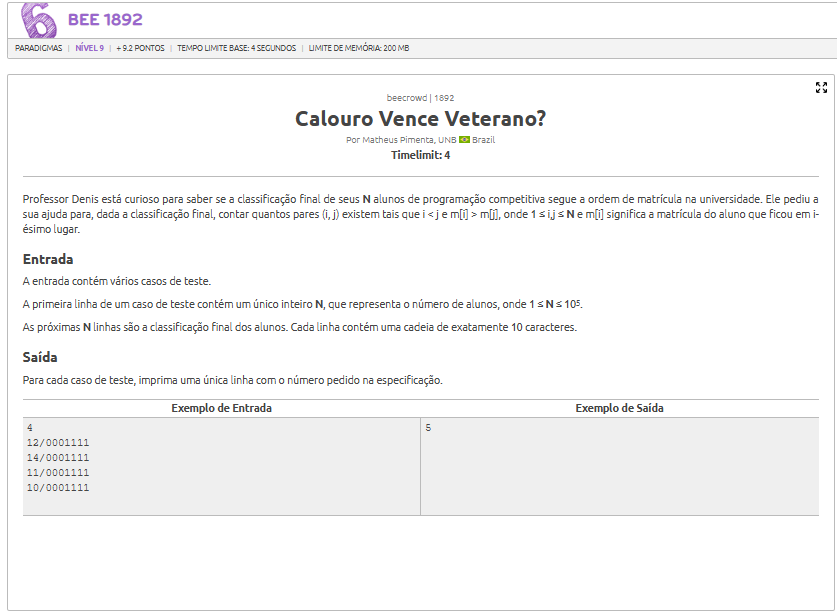 BEE 1892
PARADIGMAS | NÍVEL 9 | + 9.2 PONTOS | TEMPO LIMITE BASE: 4 SEGUNDOS | LIMITE DE MEMÓRIA: 200 MB
beecrowd | 1892
Calouro Vence Veterano?
Por Matheus Pimenta, UNB Brazil
Timelimit: 4
Professor Denis está curioso para saber se a classificação final de seus N alunos de programação competitiva segue a ordem de matrícula na universidade. Ele pediu a
sua ajuda para, dada a classificação final, contar quantos pares (i, j) existem tais que i < j e m[i] > m[j], onde 1 ≤ i,j ≤ N e m[i] significa a matrícula do aluno que ficou em i-
ésimo lugar.
Entrada
A entrada contém vários casos de teste.
A primeira linha de um caso de teste contém um único inteiro N, que representa o número de alunos, onde 1 ≤ N ≤ 10⁵.
As próximas N linhas são a classificação final dos alunos. Cada linha contém uma cadeia de exatamente 10 caracteres.
Saída
Para cada caso de teste, imprima uma única linha com o número pedido na especificação.
Exemplo de Entrada Exemplo de Saída
4 5
12/0001111
14/0001111
11/0001111
10/0001111